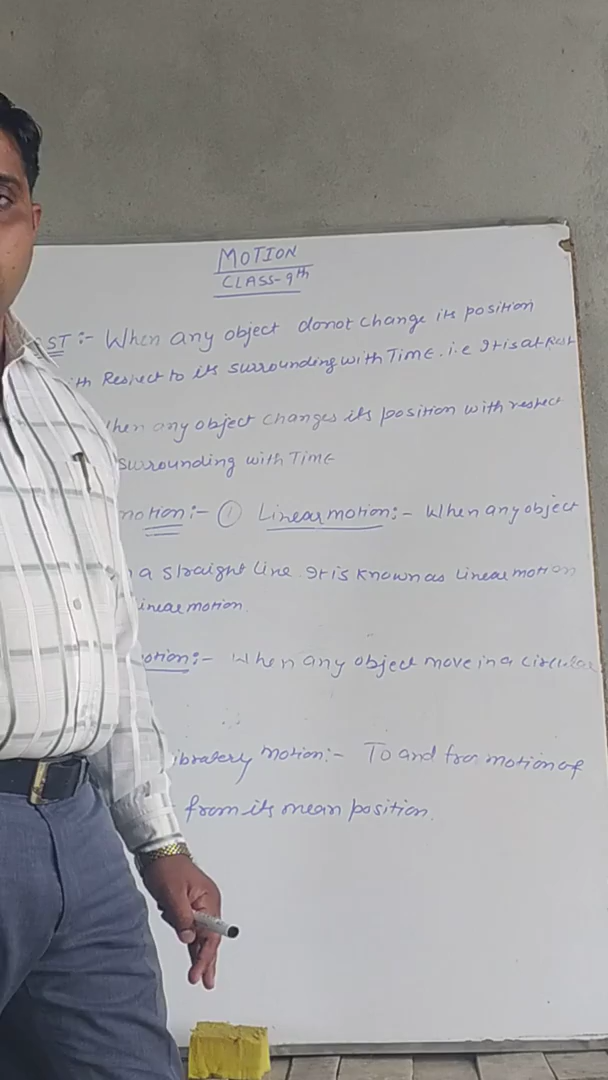 MOTION
CLASS-9th
ST:- When any object donot change its position
ith Respect to its surrounding with TimE. i.e It is at Rest
hen any object changes its position with respect
surrounding with TimE
motion:- ① Linear motion:- When any object
a straight line. It is known as linear motion
inear motion.
otion:- When any object move in a circular
ibratery motion:- To and fro motion of
from its mean position.